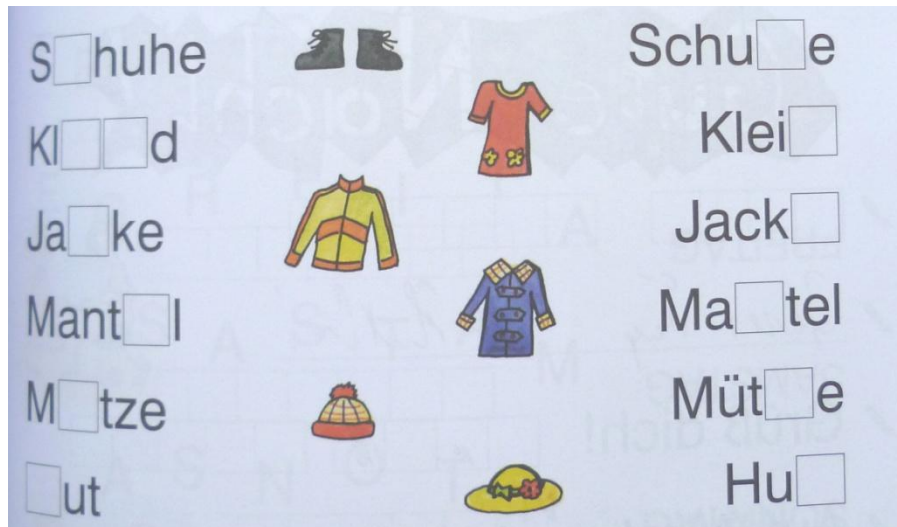 S□huhe Schu□e
Kl□□d Klei□
Ja□ke Jack□
Mant□l Ma□tel
M□tze Müt□e
□ut Hu□